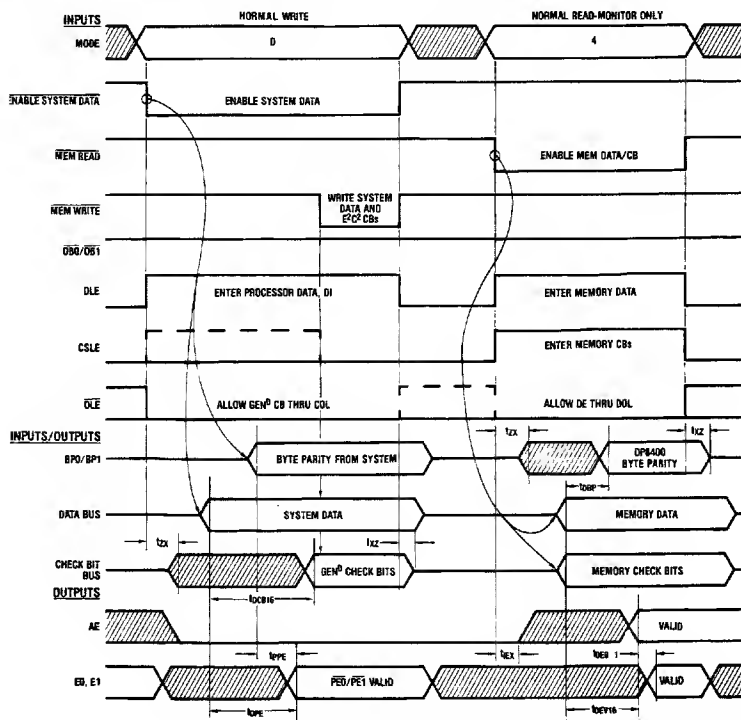 INPUTS
NORMAL WRITE
NORMAL READ-MONITOR ONLY
MODE
0
4
ENABLE SYSTEM DATA
ENABLE SYSTEM DATA
MEM READ
ENABLE MEM DATA/CB
MEM WRITE
WRITE SYSTEM
DATA AND
E²C² CBs
OB0/OB1
DLE
ENTER PROCESSOR DATA, DI
ENTER MEMORY DATA
CSLE
ENTER MEMORY CBs
OLE
ALLOW GENᴰ CB THRU COL
ALLOW DE THRU DOL
INPUTS/OUTPUTS
tZX
tXZ
BP0/BP1
BYTE PARITY FROM SYSTEM
DP8400
BYTE PARITY
tDBP
DATA BUS
SYSTEM DATA
MEMORY DATA
tZX
tXZ
CHECK BIT
BUS
GENᴰ CHECK BITS
MEMORY CHECK BITS
OUTPUTS
tDCB16
AE
VALID
tPPE
tIEX
E0, E1
PE0/PE1 VALID
VALID
tDPE
tDEV16